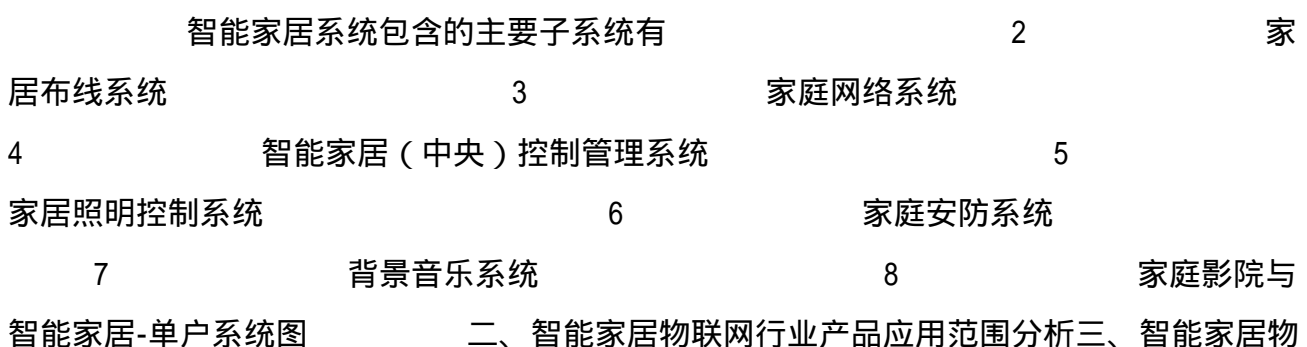 智能家居系统包含的主要子系统有 2 家
居布线系统 3 家庭网络系统
4 智能家居（中央）控制管理系统 5
家居照明控制系统 6 家庭安防系统
7 背景音乐系统 8 家庭影院与
智能家居-单户系统图 二、智能家居物联网行业产品应用范围分析三、智能家居物